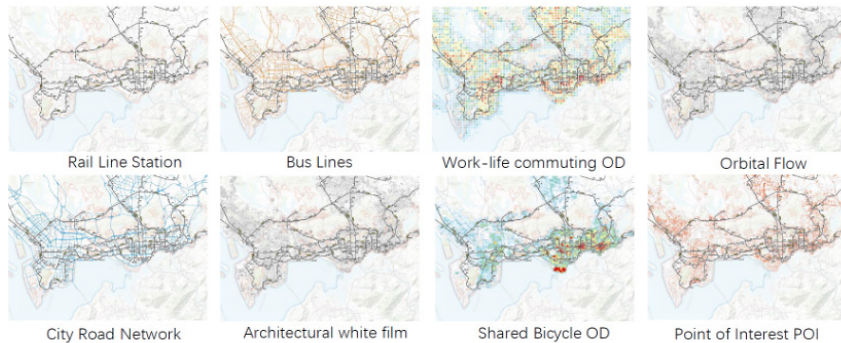 Rail Line Station
Bus Lines
Work-life commuting OD
Orbital Flow
City Road Network
Architectural white film
Shared Bicycle OD
Point of Interest POI